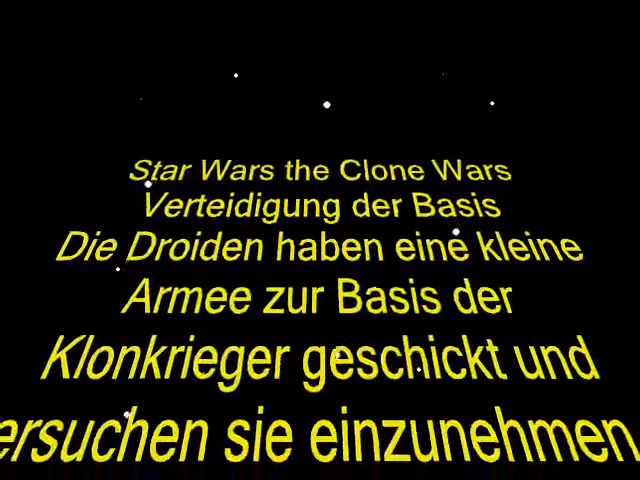 Star Wars the Clone Wars
Verteidigung der Basis
Die Droiden haben eine kleine
Armee zur Basis der
Klonkrieger geschickt und
ersuchen sie einzunehmen